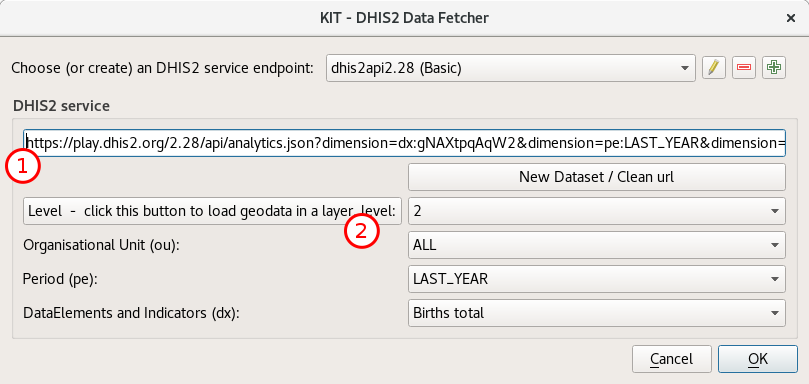 KIT - DHIS2 Data Fetcher
Choose (or create) an DHIS2 service endpoint: dhis2api2.28 (Basic)
DHIS2 service
https://play.dhis2.org/2.28/api/analytics.json?dimension=dx:gNAXtpqAqW2&dimension=pe:LAST_YEAR&dimension=
1
New Dataset / Clean url
Level - click this button to load geodata in a layer, level: 2
2
Organisational Unit (ou): ALL
Period (pe): LAST_YEAR
DataElements and Indicators (dx): Births total
Cancel OK